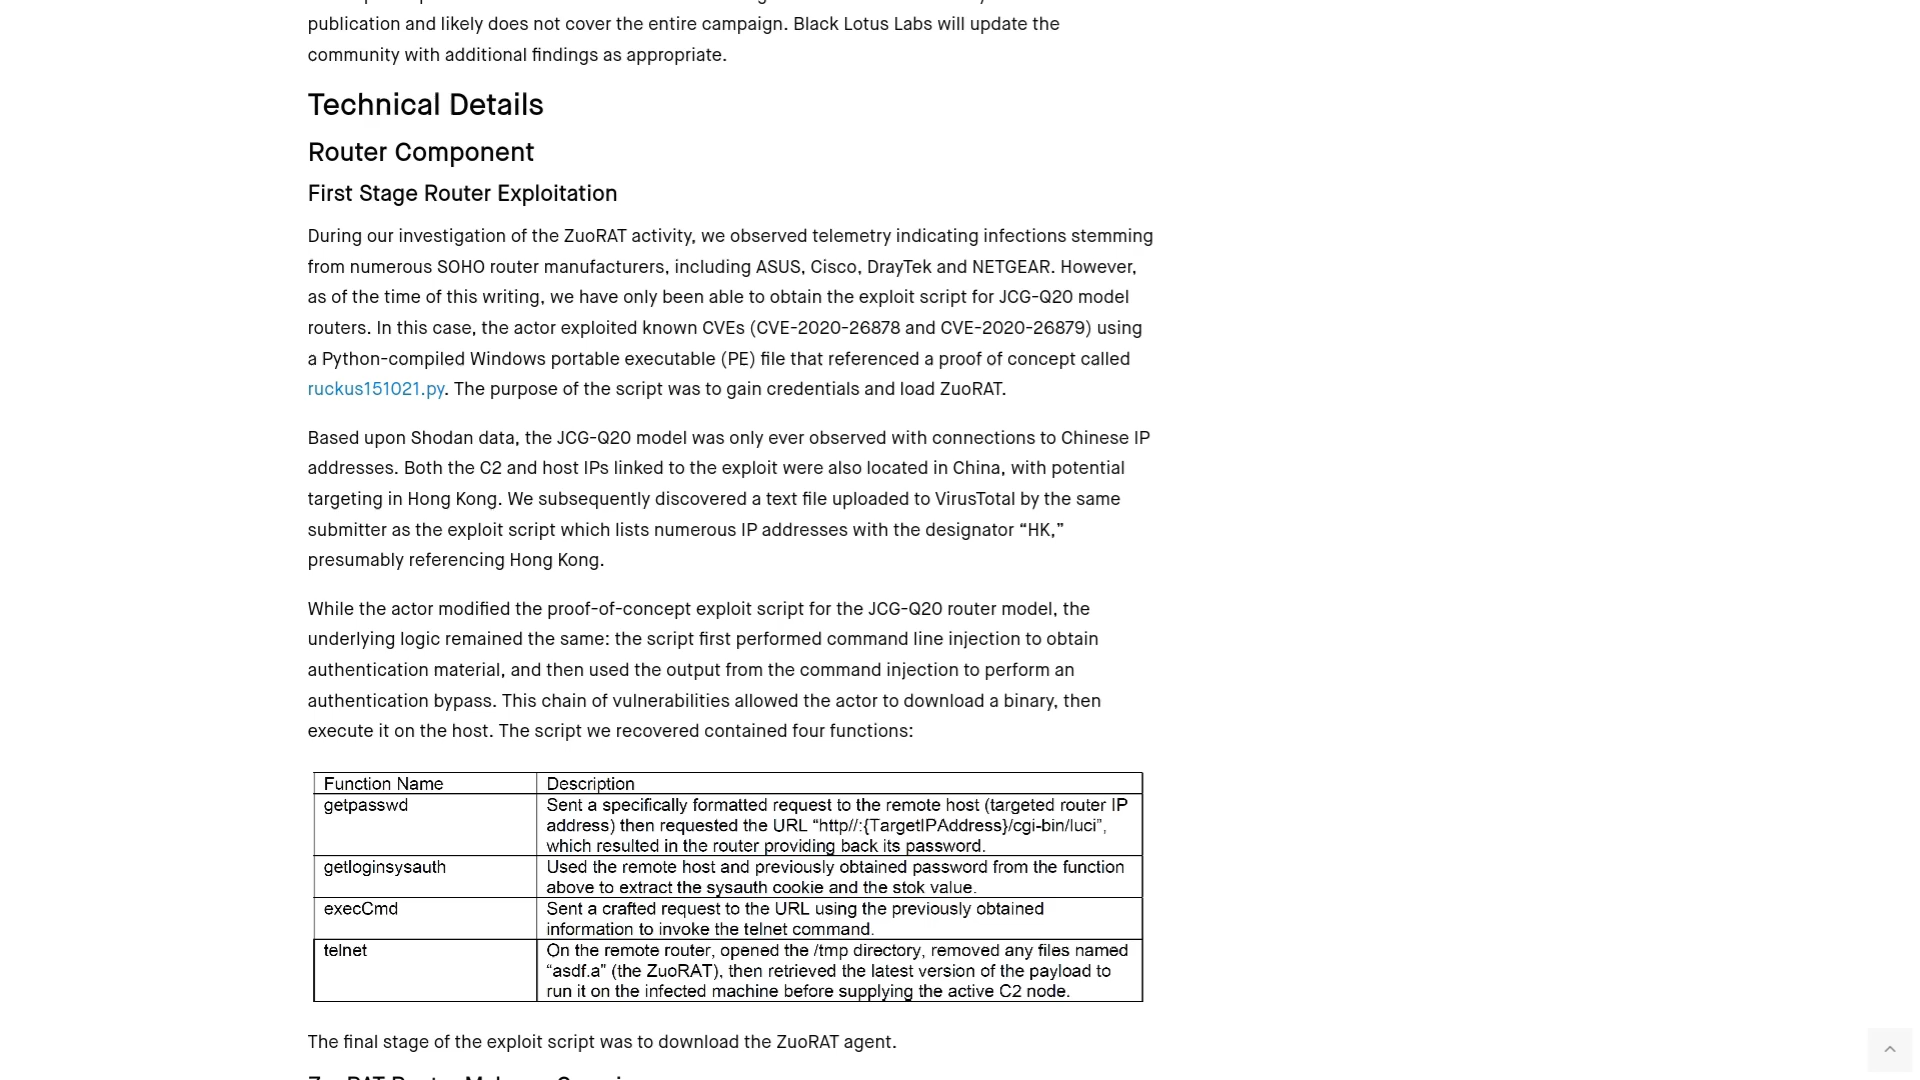 publication and likely does not cover the entire campaign. Black Lotus Labs will update the
community with additional findings as appropriate.
Technical Details
Router Component
First Stage Router Exploitation
During our investigation of the ZuoRAT activity, we observed telemetry indicating infections stemming
from numerous SOHO router manufacturers, including ASUS, Cisco, DrayTek and NETGEAR. However,
as of the time of this writing, we have only been able to obtain the exploit script for JCG-Q20 model
routers. In this case, the actor exploited known CVEs (CVE-2020-26878 and CVE-2020-26879) using
a Python-compiled Windows portable executable (PE) file that referenced a proof of concept called
ruckus151021.py. The purpose of the script was to gain credentials and load ZuoRAT.
Based upon Shodan data, the JCG-Q20 model was only ever observed with connections to Chinese IP
addresses. Both the C2 and host IPs linked to the exploit were also located in China, with potential
targeting in Hong Kong. We subsequently discovered a text file uploaded to VirusTotal by the same
submitter as the exploit script which lists numerous IP addresses with the designator “HK,”
presumably referencing Hong Kong.
While the actor modified the proof-of-concept exploit script for the JCG-Q20 router model, the
underlying logic remained the same: the script first performed command line injection to obtain
authentication material, and then used the output from the command injection to perform an
authentication bypass. This chain of vulnerabilities allowed the actor to download a binary, then
execute it on the host. The script we recovered contained four functions:
Function Name Description
getpasswd Sent a specifically formatted request to the remote host (targeted router IP
address) then requested the URL “http//:{TargetIPAddress}/cgi-bin/luci”,
which resulted in the router providing back its password.
getloginsysauth Used the remote host and previously obtained password from the function
above to extract the sysauth cookie and the stok value.
execCmd Sent a crafted request to the URL using the previously obtained
information to invoke the telnet command.
telnet On the remote router, opened the /tmp directory, removed any files named
“asdf.a” (the ZuoRAT), then retrieved the latest version of the payload to
run it on the infected machine before supplying the active C2 node.
The final stage of the exploit script was to download the ZuoRAT agent.